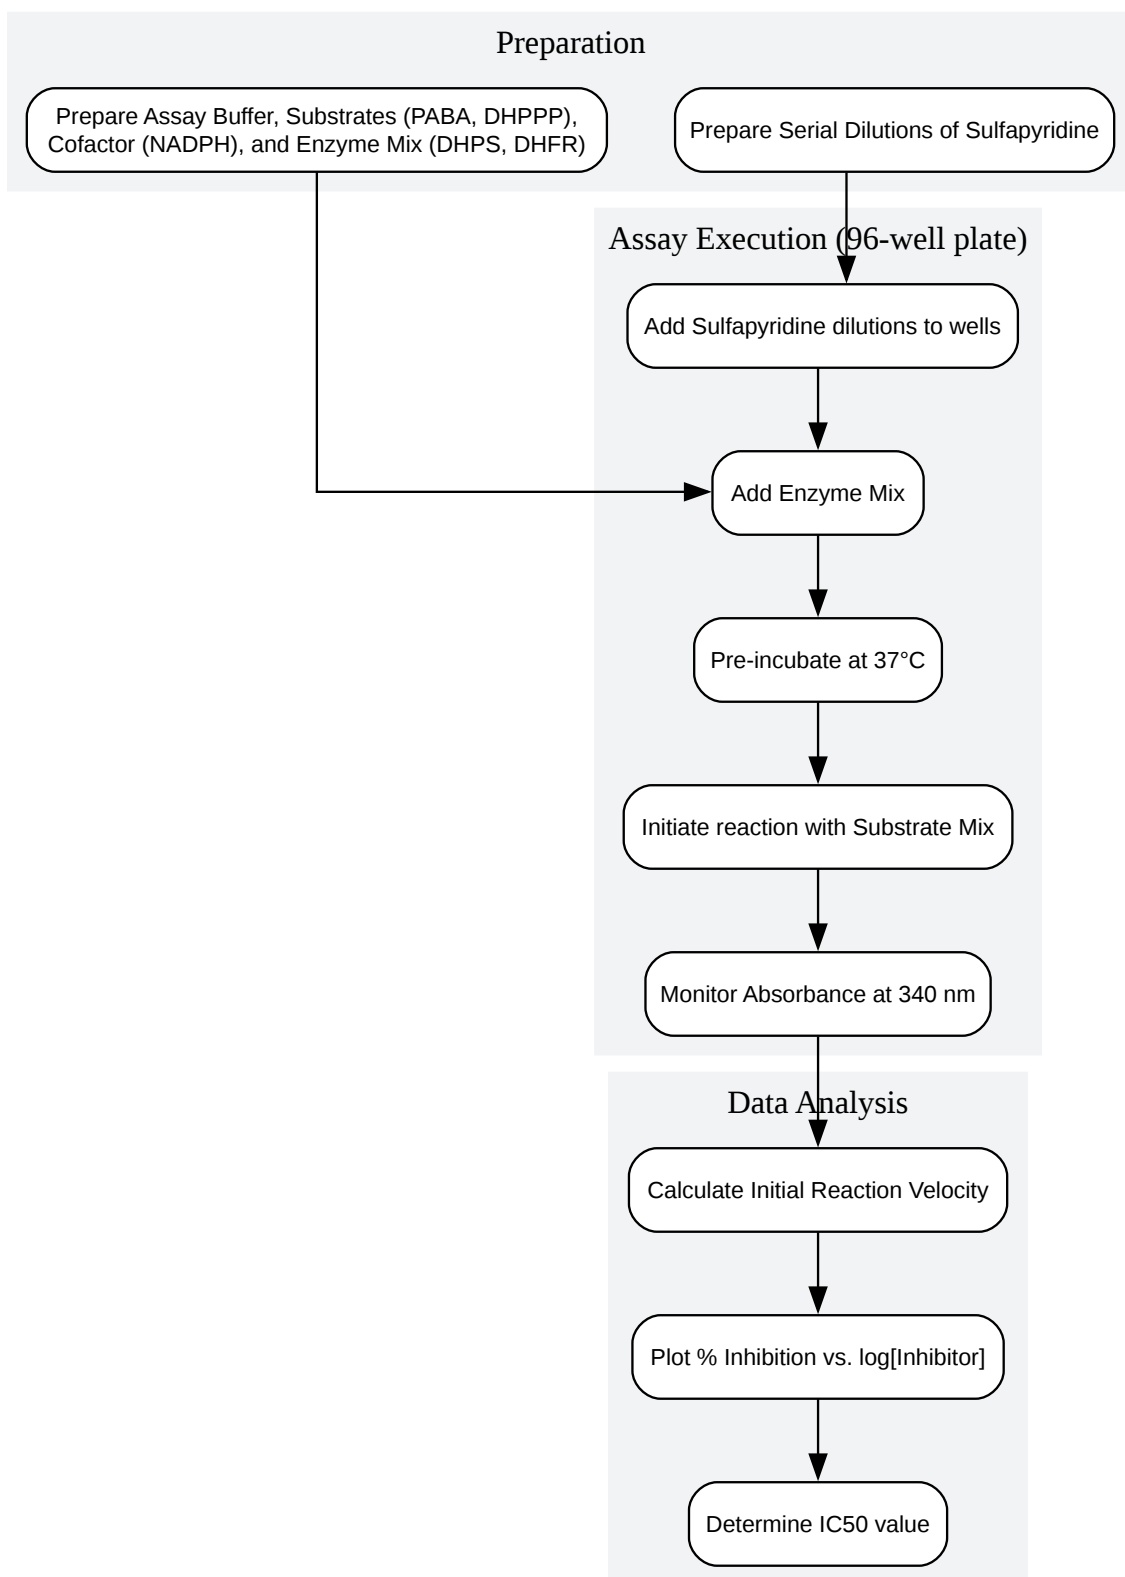 Preparation
Prepare Assay Buffer, Substrates (PABA, DHPPP),
Cofactor (NADPH), and Enzyme Mix (DHPS, DHFR)
Prepare Serial Dilutions of Sulfapyridine
Assay Execution (96-well plate)
Add Sulfapyridine dilutions to wells
Add Enzyme Mix
Pre-incubate at 37°C
Initiate reaction with Substrate Mix
Monitor Absorbance at 340 nm
Data Analysis
Calculate Initial Reaction Velocity
Plot % Inhibition vs. log[Inhibitor]
Determine IC50 value